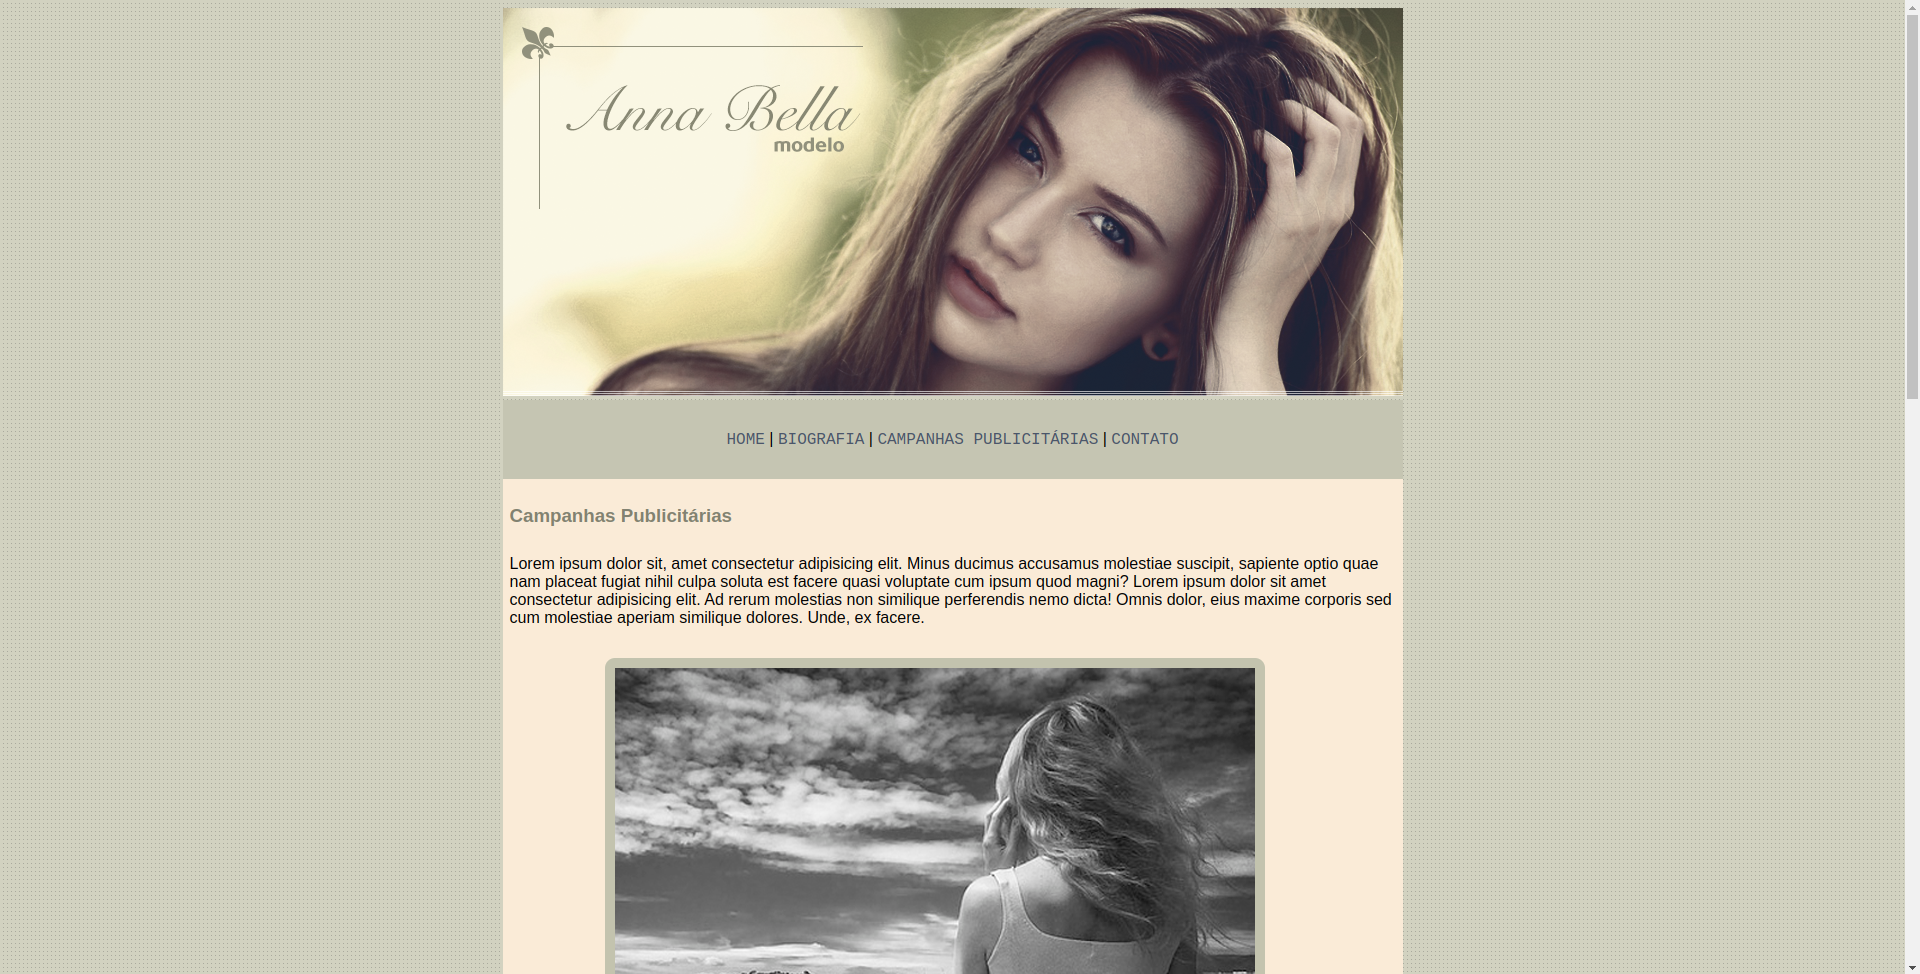 Anna Bella
modelo
HOME | BIOGRAFIA | CAMPANHAS PUBLICITÁRIAS | CONTATO
Campanhas Publicitárias
Lorem ipsum dolor sit, amet consectetur adipisicing elit. Minus ducimus accusamus molestiae suscipit, sapiente optio quae
nam placeat fugiat nihil culpa soluta est facere quasi voluptate cum ipsum quod magni? Lorem ipsum dolor sit amet
consectetur adipisicing elit. Ad rerum molestias non similique perferendis nemo dicta! Omnis dolor, eius maxime corporis sed
cum molestiae aperiam similique dolores. Unde, ex facere.